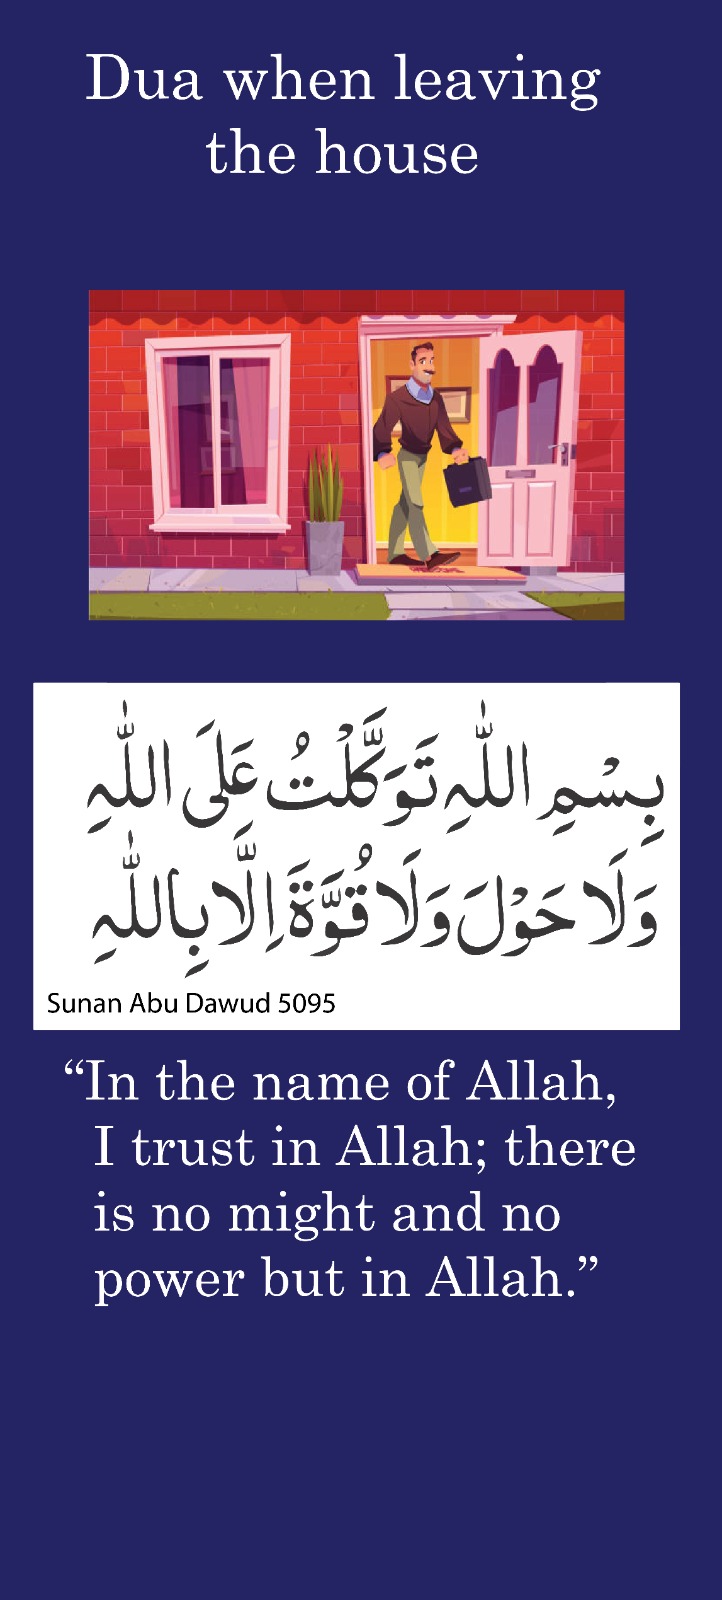 Dua when leaving
the house
بِسْمِ اللّٰہِ تَوَکَّلْتُ عَلَی اللّٰہِ
وَلَا حَوْلَ وَلَا قُوَّۃَ اِلَّا بِاللّٰہِ
Sunan Abu Dawud 5095
“In the name of Allah,
I trust in Allah; there
is no might and no
power but in Allah.”